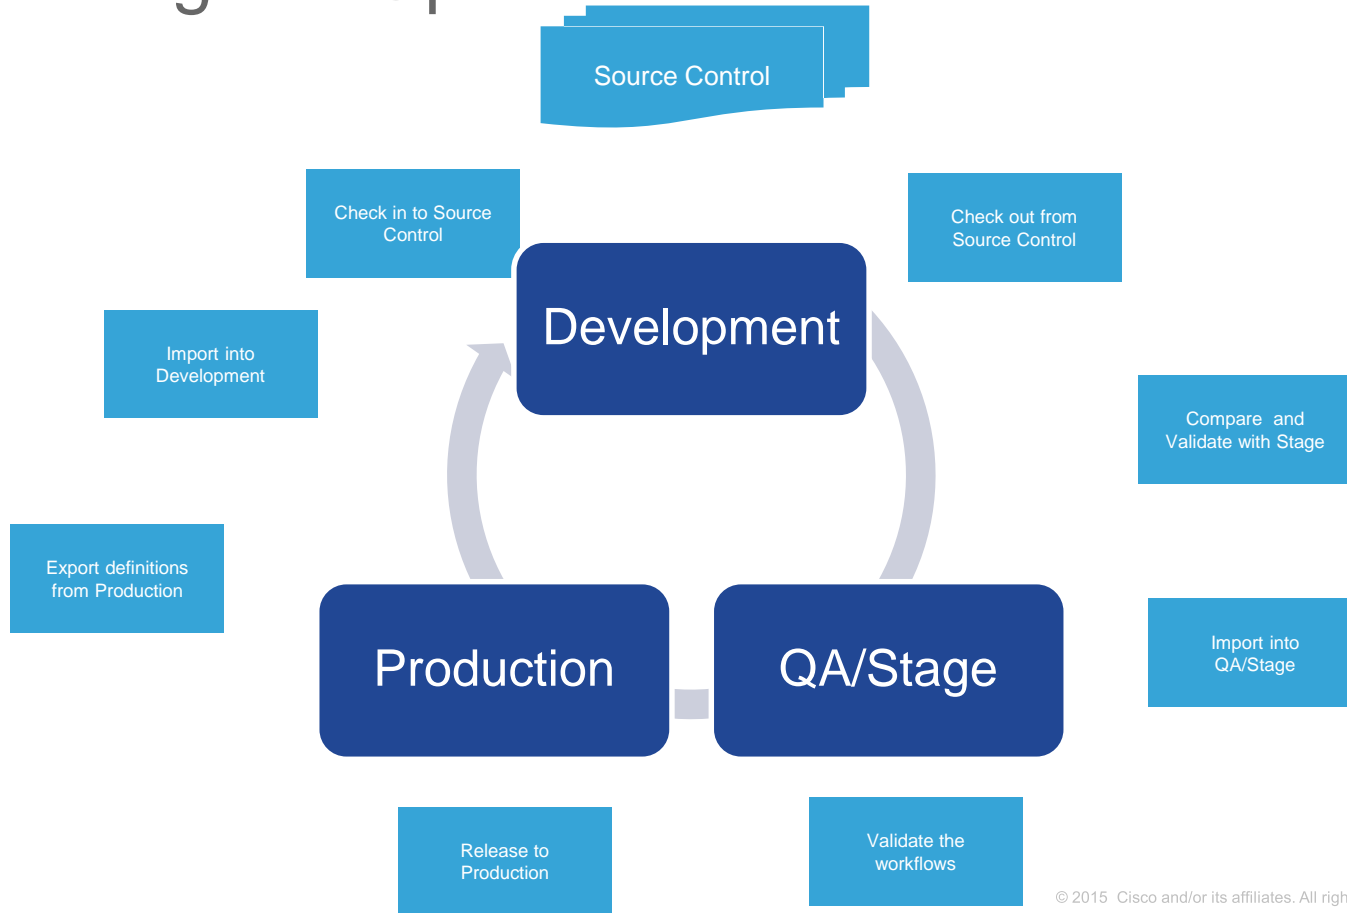 Source Control
Check in to Source
Control
Check out from
Source Control
Development
Import into
Development
Compare and
Validate with Stage
Export definitions
from Production
Production
QA/Stage
Import into
QA/Stage
Release to
Production
Validate the
workflows
© 2015 Cisco and/or its affiliates. All righ